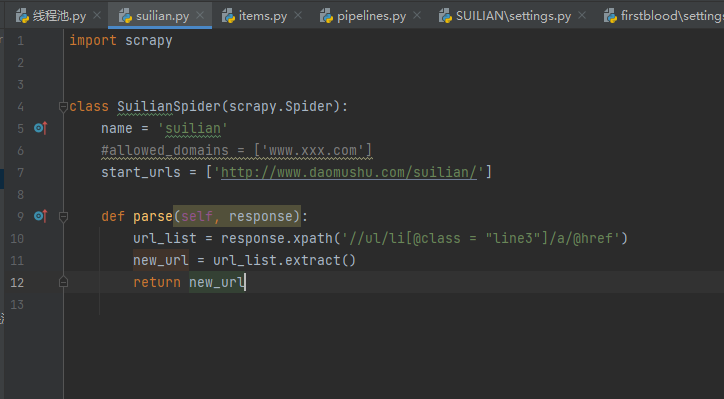 线程池.py suilian.py items.py pipelines.py SUILIAN\settings.py firstblood\settings
1 import scrapy
2
3
4 class SuilianSpider(scrapy.Spider):
5 name = 'suilian'
6 #allowed_domains = ['www.xxx.com']
7 start_urls = ['http://www.daomushu.com/suilian/']
8
9 def parse(self, response):
10 url_list = response.xpath('//ul/li[@class = "line3"]/a/@href')
11 new_url = url_list.extract()
12 return new_url
13